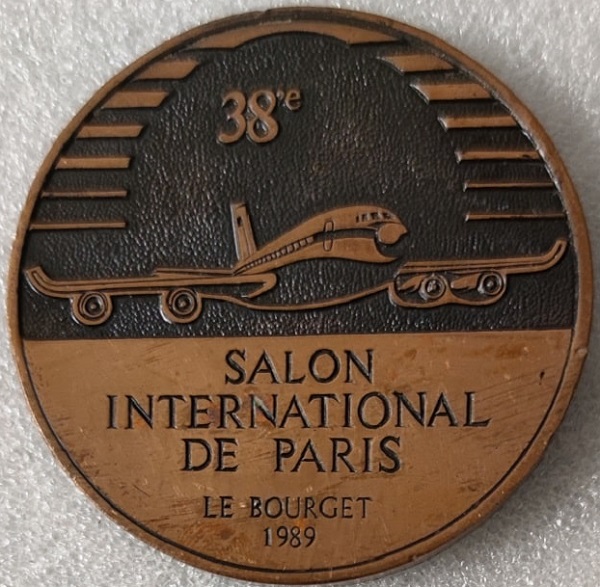 38e
SALON
INTERNATIONAL
DE PARIS
LE BOURGET
1989